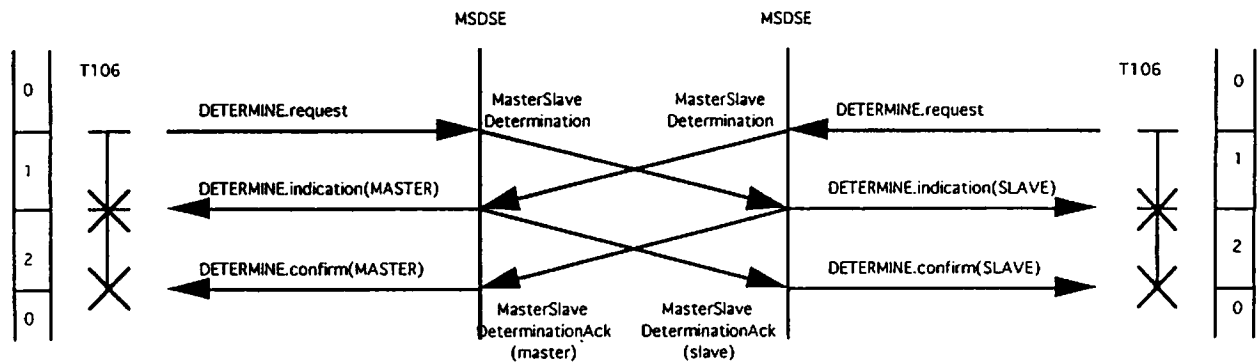 MSDSE
MSDSE
T106
T106
0
0
DETERMINE.request
MasterSlave
Determination
MasterSlave
Determination
DETERMINE.request
1
1
DETERMINE.indication(MASTER)
DETERMINE.indication(SLAVE)
2
2
DETERMINE.confirm(MASTER)
DETERMINE.confirm(SLAVE)
0
0
MasterSlave
DeterminationAck
(master)
MasterSlave
DeterminationAck
(slave)